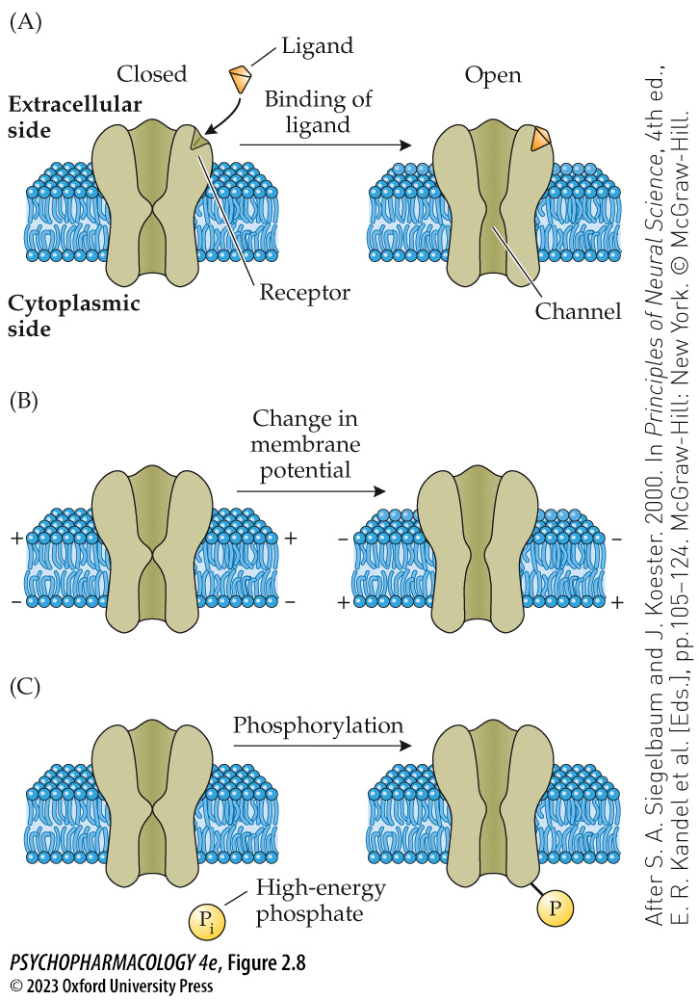 (A)
Ligand
Closed
Open
Extracellular
side
Binding of
ligand
Receptor
Channel
Cytoplasmic
side
(B)
Change in
membrane
potential
+ +
– –
– –
+ +
(C)
Phosphorylation
High-energy
phosphate
Pi
P
PSYCHOPHARMACOLOGY 4e, Figure 2.8
© 2023 Oxford University Press
After S. A. Siegelbaum and J. Koester. 2000. In Principles of Neural Science, 4th ed.,
E. R. Kandel et al. [Eds.], pp.105–124. McGraw-Hill: New York. © McGraw-Hill.